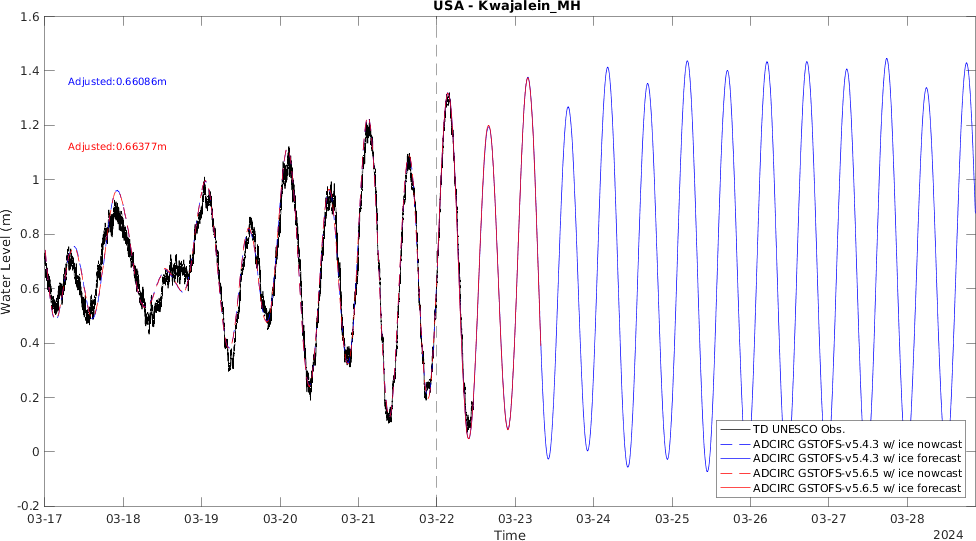 USA - Kwajalein_MH
1.6
1.4
1.2
1
0.8
0.6
0.4
0.2
0
-0.2
Water Level (m)
Adjusted:0.66086m
Adjusted:0.66377m
TD UNESCO Obs.
ADCIRC GSTOFS-v5.4.3 w/ ice nowcast
ADCIRC GSTOFS-v5.4.3 w/ ice forecast
ADCIRC GSTOFS-v5.6.5 w/ ice nowcast
ADCIRC GSTOFS-v5.6.5 w/ ice forecast
03-17 03-18 03-19 03-20 03-21 03-22 03-23 03-24 03-25 03-26 03-27 03-28
Time
2024